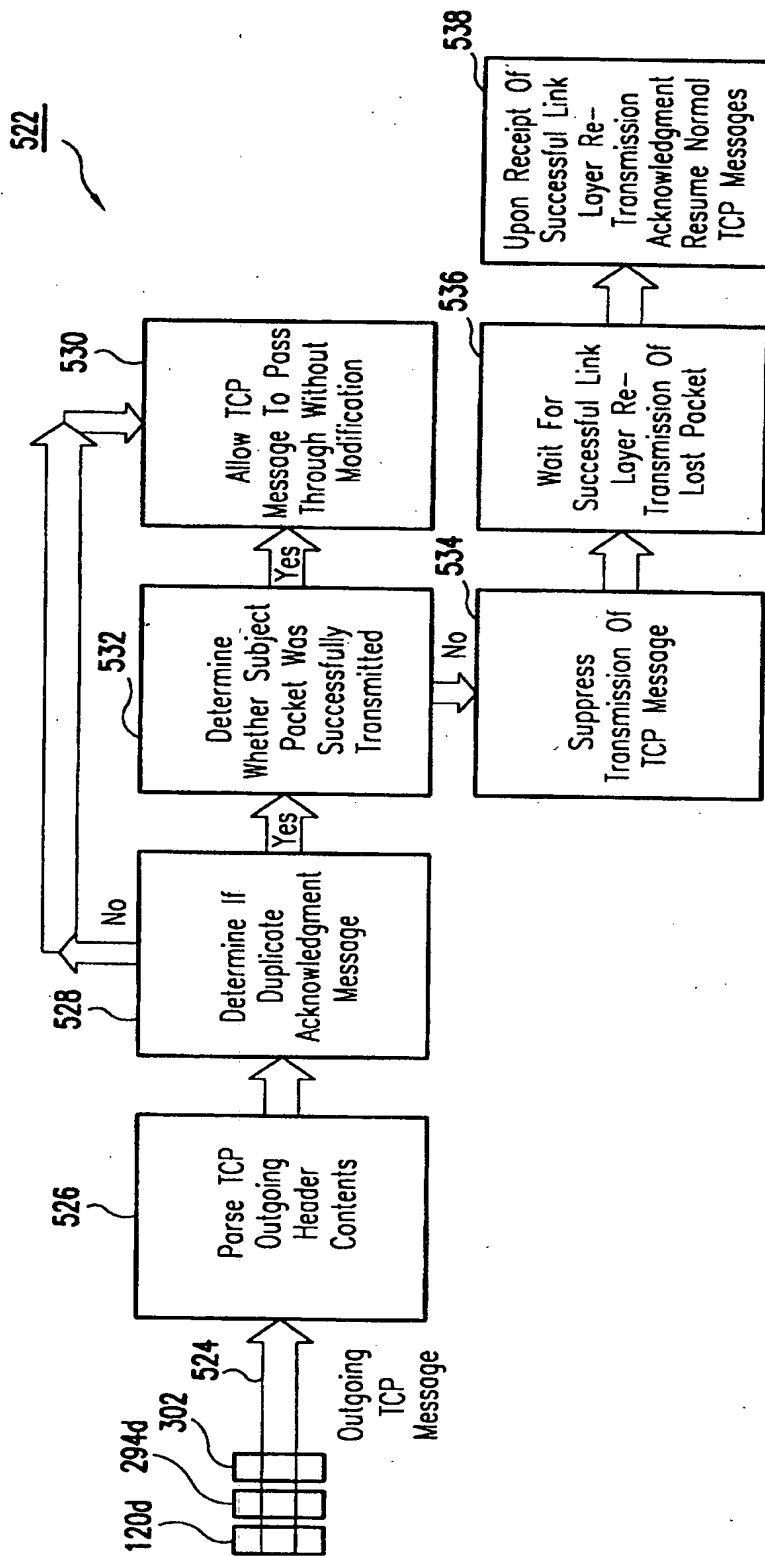 522
120d
294d
302
524
Outgoing
TCP
Message
526
Parse TCP
Outgoing
Header
Contents
528
Determine If
Duplicate
Acknowledgment
Message
No
Yes
532
Determine
Whether Subject
Packet Was
Successfully
Transmitted
Yes
No
530
Allow TCP
Message To Pass
Through Without
Modification
534
Suppress
Transmission Of
TCP Message
536
Wait For
Successful Link
Layer Re-
Transmission Of
Lost Packet
538
Upon Receipt Of
Successful Link
Layer Re-
Transmission
Acknowledgment
Resume Normal
TCP Messages